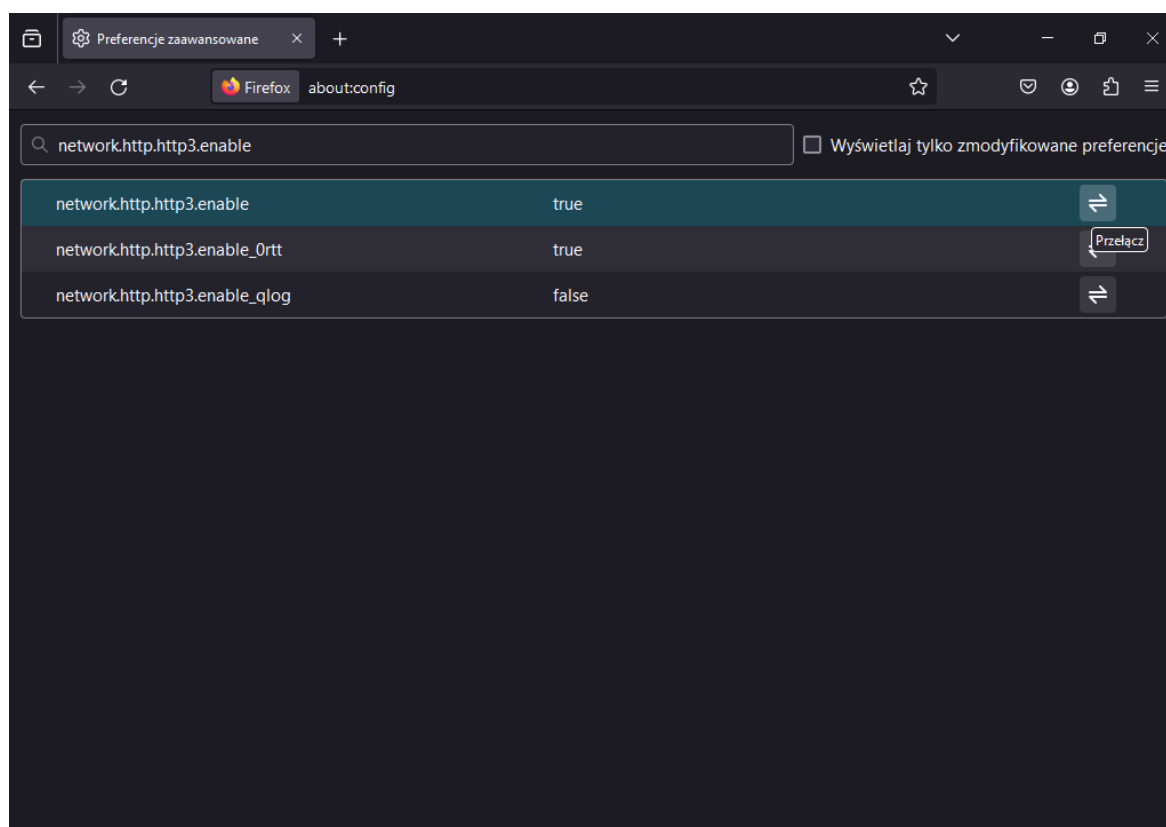 Preferencje zaawansowane
Firefox about:config
network.http.http3.enable
Wyświetlaj tylko zmodyfikowane preferencje
network.http.http3.enable true
Przełącz
network.http.http3.enable_0rtt true
network.http.http3.enable_qlog false